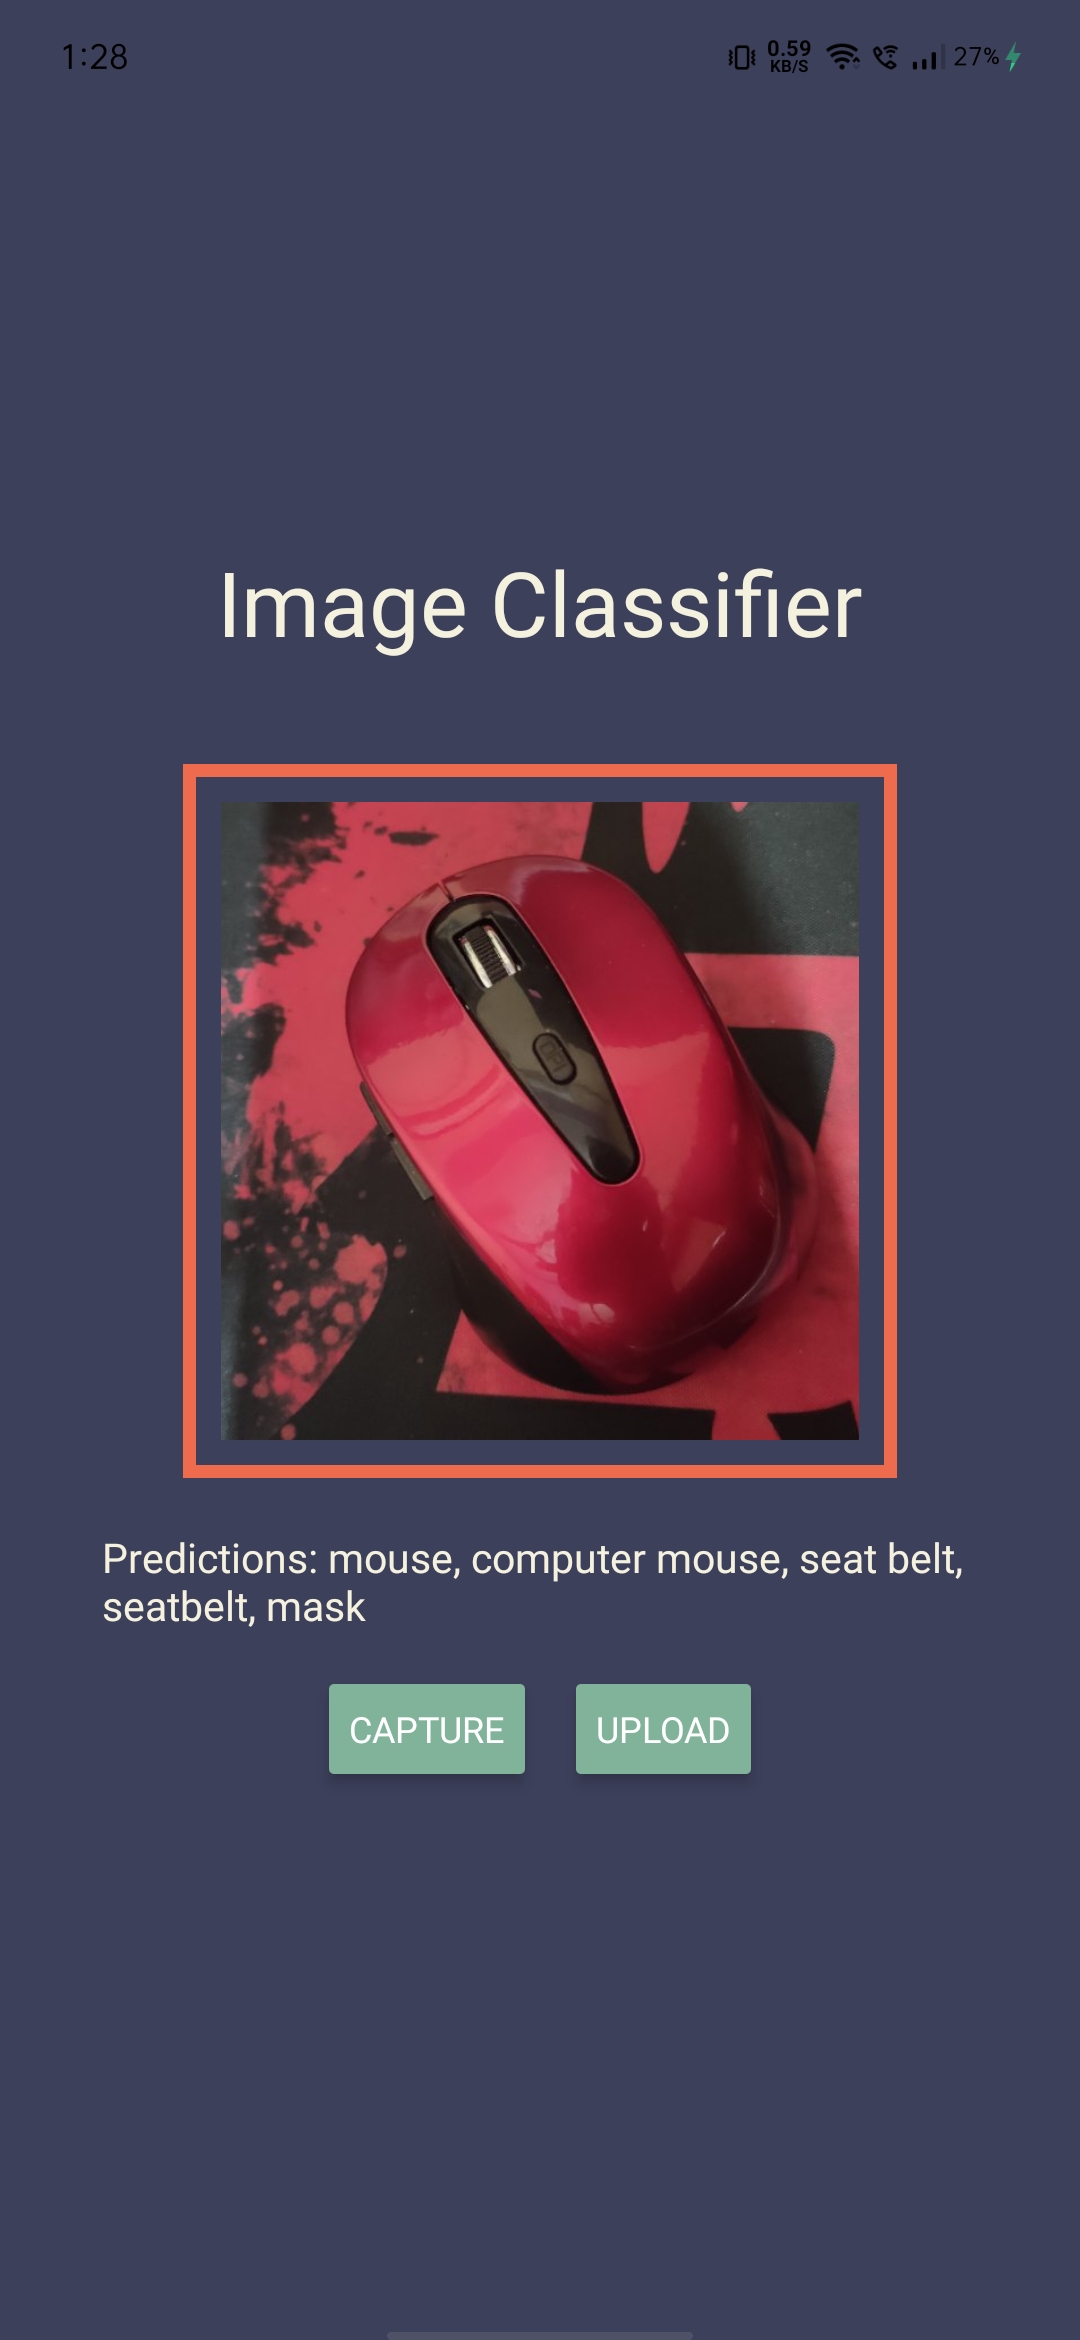 1:28
0.59
KB/S
27%
Image Classifier
Predictions: mouse, computer mouse, seat belt,
seatbelt, mask
CAPTURE
UPLOAD